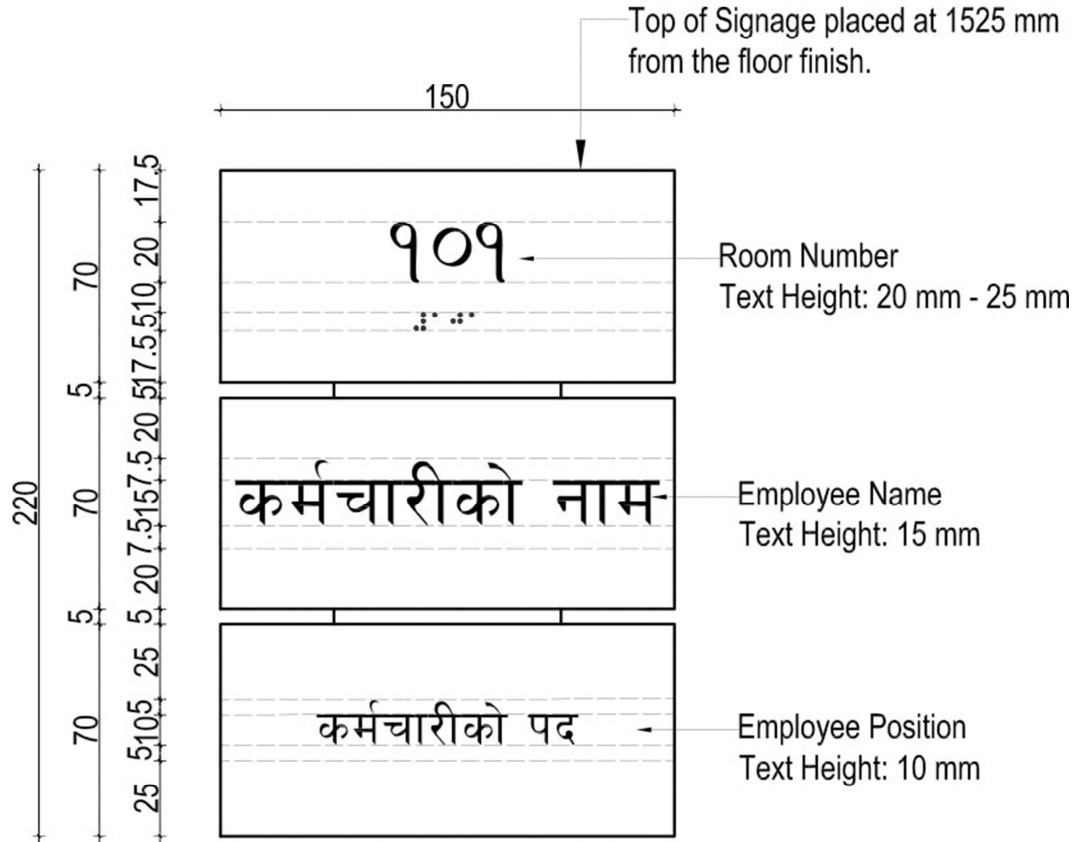 Top of Signage placed at 1525 mm
from the floor finish.
150
17.5
20
10
5
17.5
70
१०१
Room Number
Text Height: 20 mm - 25 mm
5
5
20
7.5
15
7.5
20
70
220
कर्मचारीको नाम
Employee Name
Text Height: 15 mm
5
5
25
5
10
5
25
70
कर्मचारीको पद
Employee Position
Text Height: 10 mm